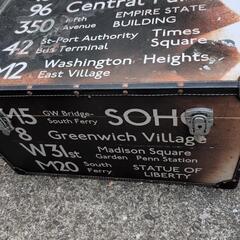 96 Central Park
350 Fifth Avenue EMPIRE STATE BUILDING
42 St-Port Authority Bus Terminal Times Square
M2 Washington Heights East Village
M5 GW Bridge- South Ferry SOHO
8 Greenwich Village
W31st Madison Square Garden Penn Station
M20 South Ferry STATUE OF LIBERTY